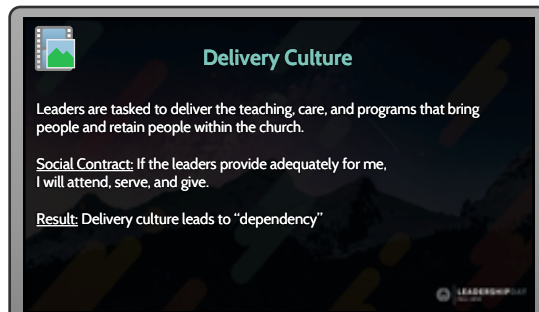 Delivery Culture
Leaders are tasked to deliver the teaching, care, and programs that bring
people and retain people within the church.
Social Contract: If the leaders provide adequately for me,
I will attend, serve, and give.
Result: Delivery culture leads to “dependency”
LEADERSHIPDAY